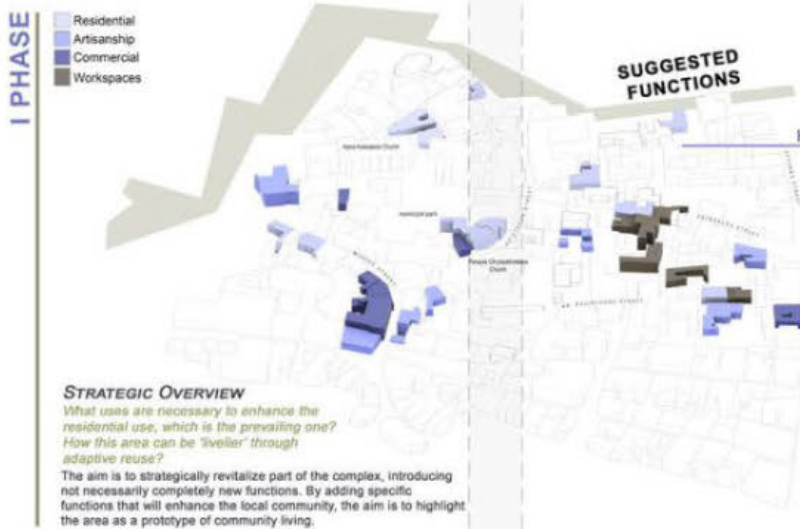 I PHASE
Residential
Artisanship
Commercial
Workspaces
SUGGESTED
FUNCTIONS
municipal park
Church
STRATEGIC OVERVIEW
What uses are necessary to enhance the
residential use, which is the prevailing one?
How this area can be 'livelier' through
adaptive reuse?
The aim is to strategically revitalize part of the complex, introducing
not necessarily completely new functions. By adding specific
functions that will enhance the local community, the aim is to highlight
the area as a prototype of community living.